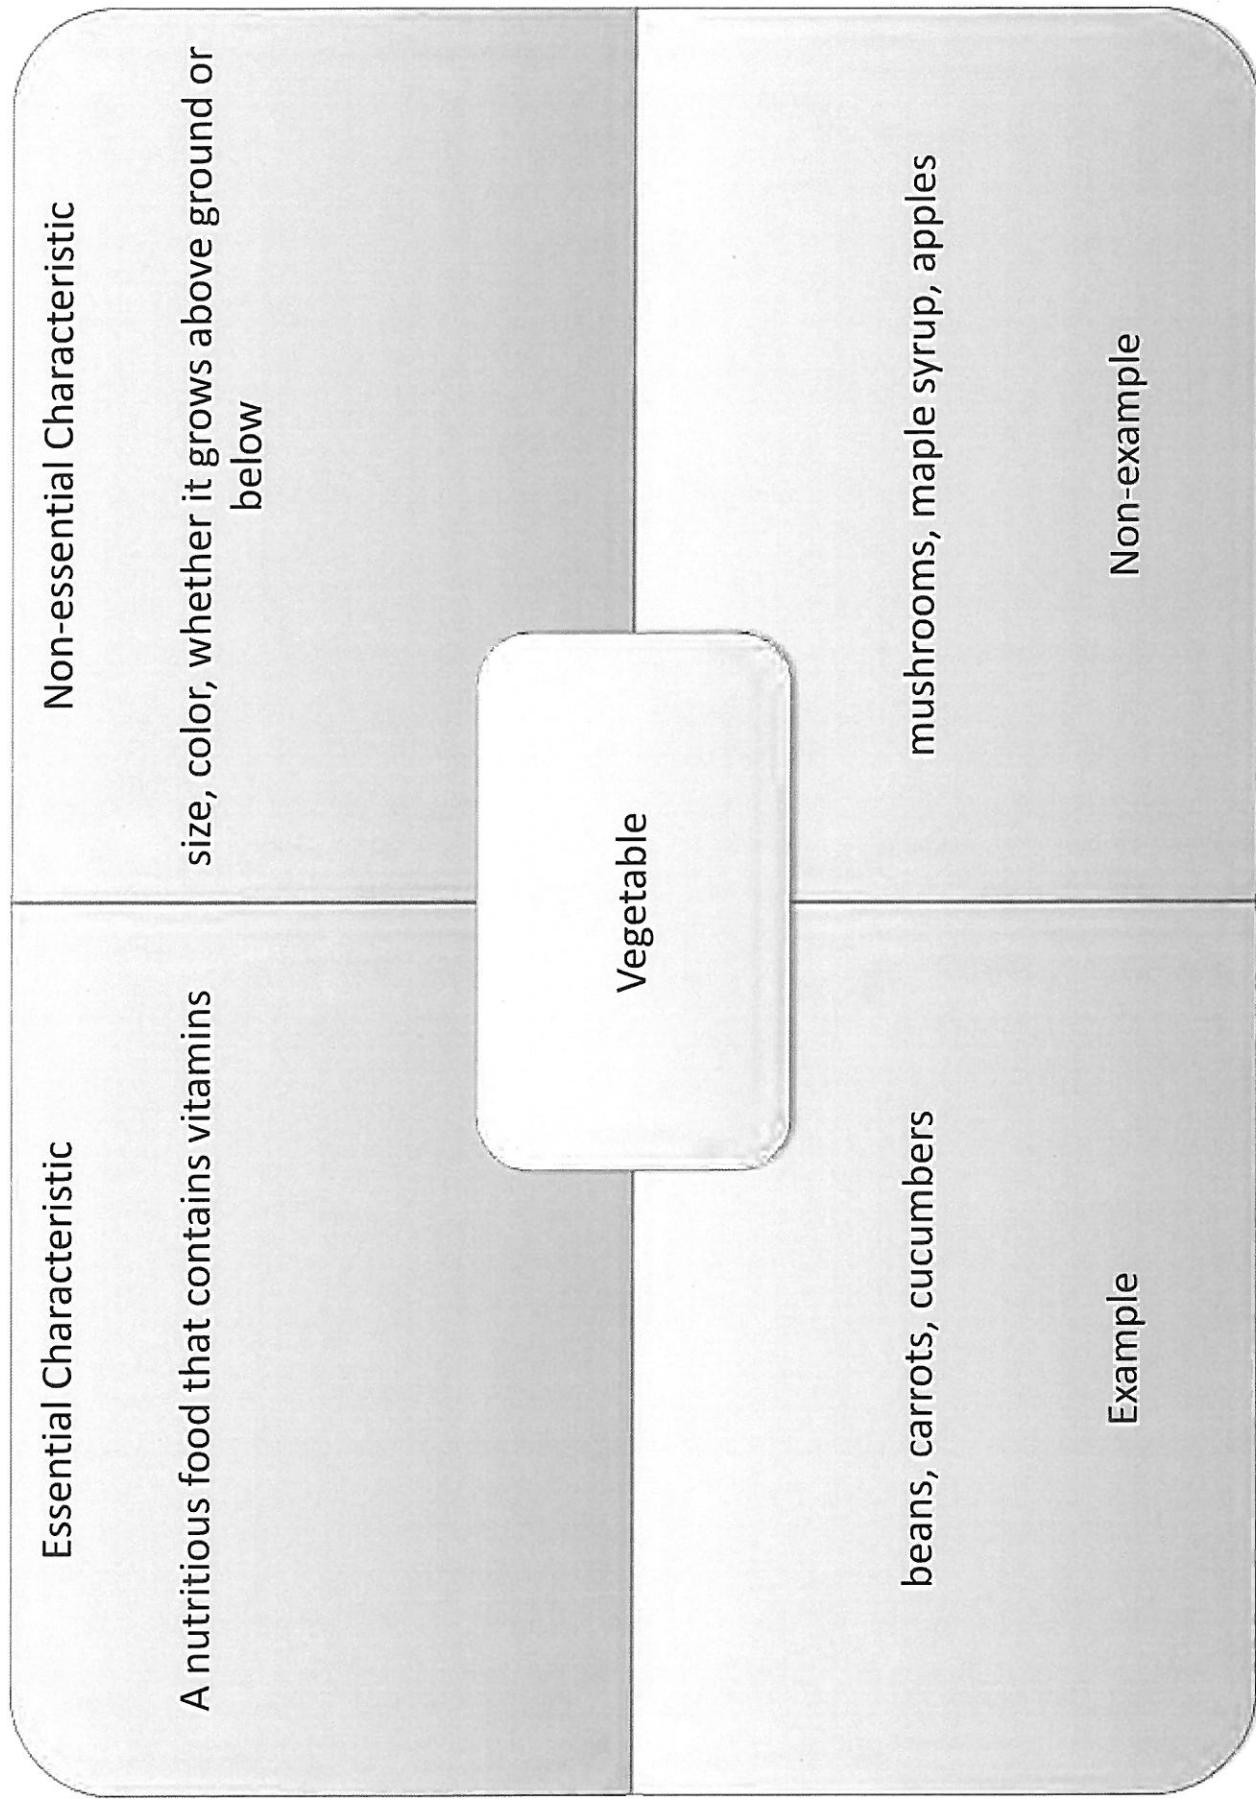 Essential Characteristic
A nutritious food that contains vitamins
Non-essential Characteristic
size, color, whether it grows above ground or
below
Vegetable
beans, carrots, cucumbers
Example
mushrooms, maple syrup, apples
Non-example